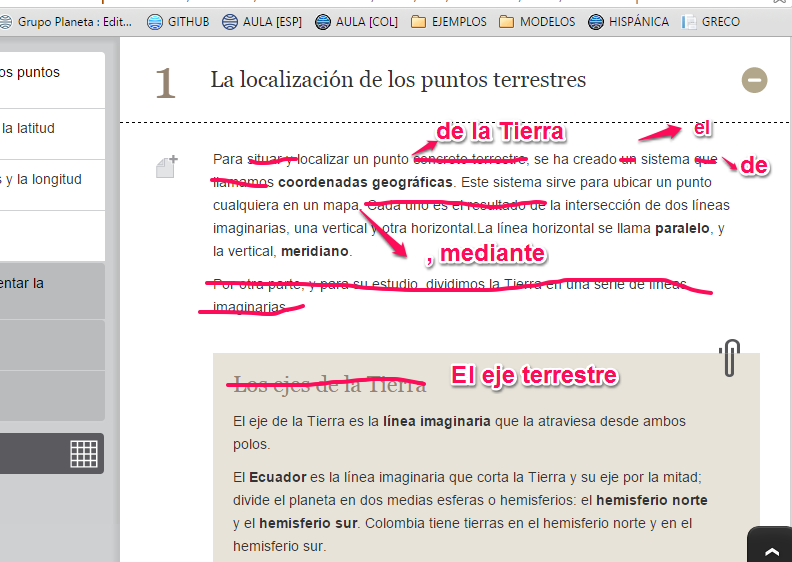 Grupo Planeta : Edit... GITHUB AULA [ESP] AULA [COL] EJEMPLOS MODELOS HISPÁNICA GRECO
os puntos
la latitud
s y la longitud
entar la
1 La localización de los puntos terrestres
de la Tierra el
Para situar y localizar un punto concreto terrestre, se ha creado un sistema que
de
llamamos coordenadas geográficas. Este sistema sirve para ubicar un punto
cualquiera en un mapa. Cada uno es el resultado de la intersección de dos líneas
imaginarias, una vertical y otra horizontal.La línea horizontal se llama paralelo, y
la vertical, meridiano.
, mediante
Por otra parte, y para su estudio, dividimos la Tierra en una serie de líneas
imaginarias.
Los ejes de la Tierra El eje terrestre
El eje de la Tierra es la línea imaginaria que la atraviesa desde ambos
polos.
El Ecuador es la línea imaginaria que corta la Tierra y su eje por la mitad;
divide el planeta en dos medias esferas o hemisferios: el hemisferio norte
y el hemisferio sur. Colombia tiene tierras en el hemisferio norte y en el
hemisferio sur.